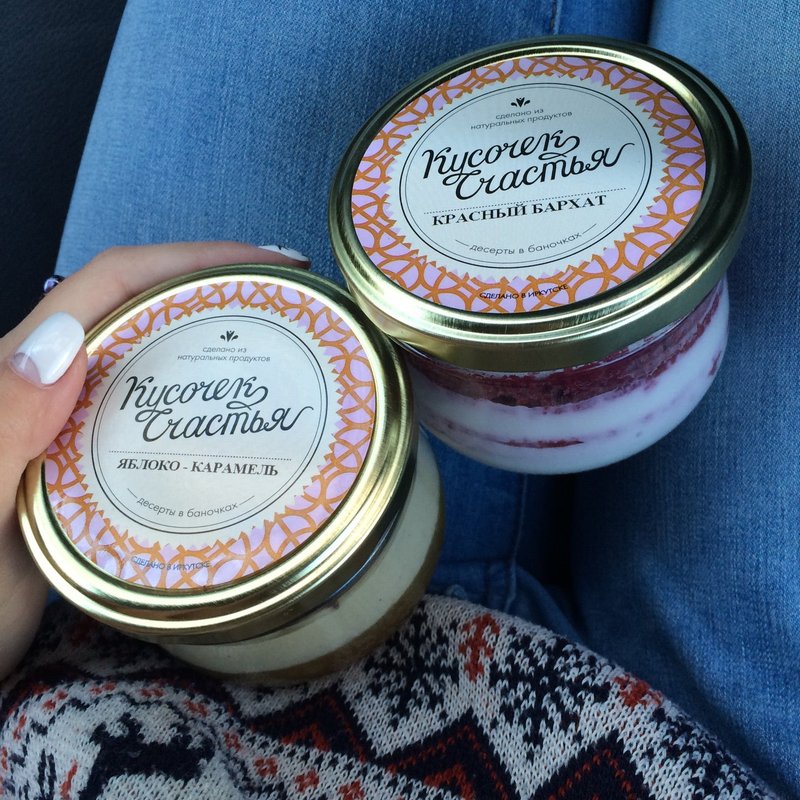 сделано из
натуральных продуктов
Кусочек
Счастья
КРАСНЫЙ БАРХАТ
десерты в баночках
СДЕЛАНО В ИРКУТСКЕ
сделано из
натуральных продуктов
Кусочек
Счастья
ЯБЛОКО - КАРАМЕЛЬ
десерты в баночках
СДЕЛАНО В ИРКУТСКЕ